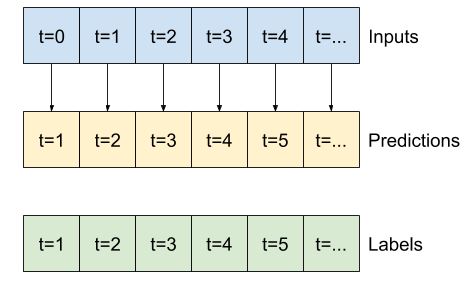 t=0 t=1 t=2 t=3 t=4 t=... Inputs
t=1 t=2 t=3 t=4 t=5 t=... Predictions
t=1 t=2 t=3 t=4 t=5 t=... Labels